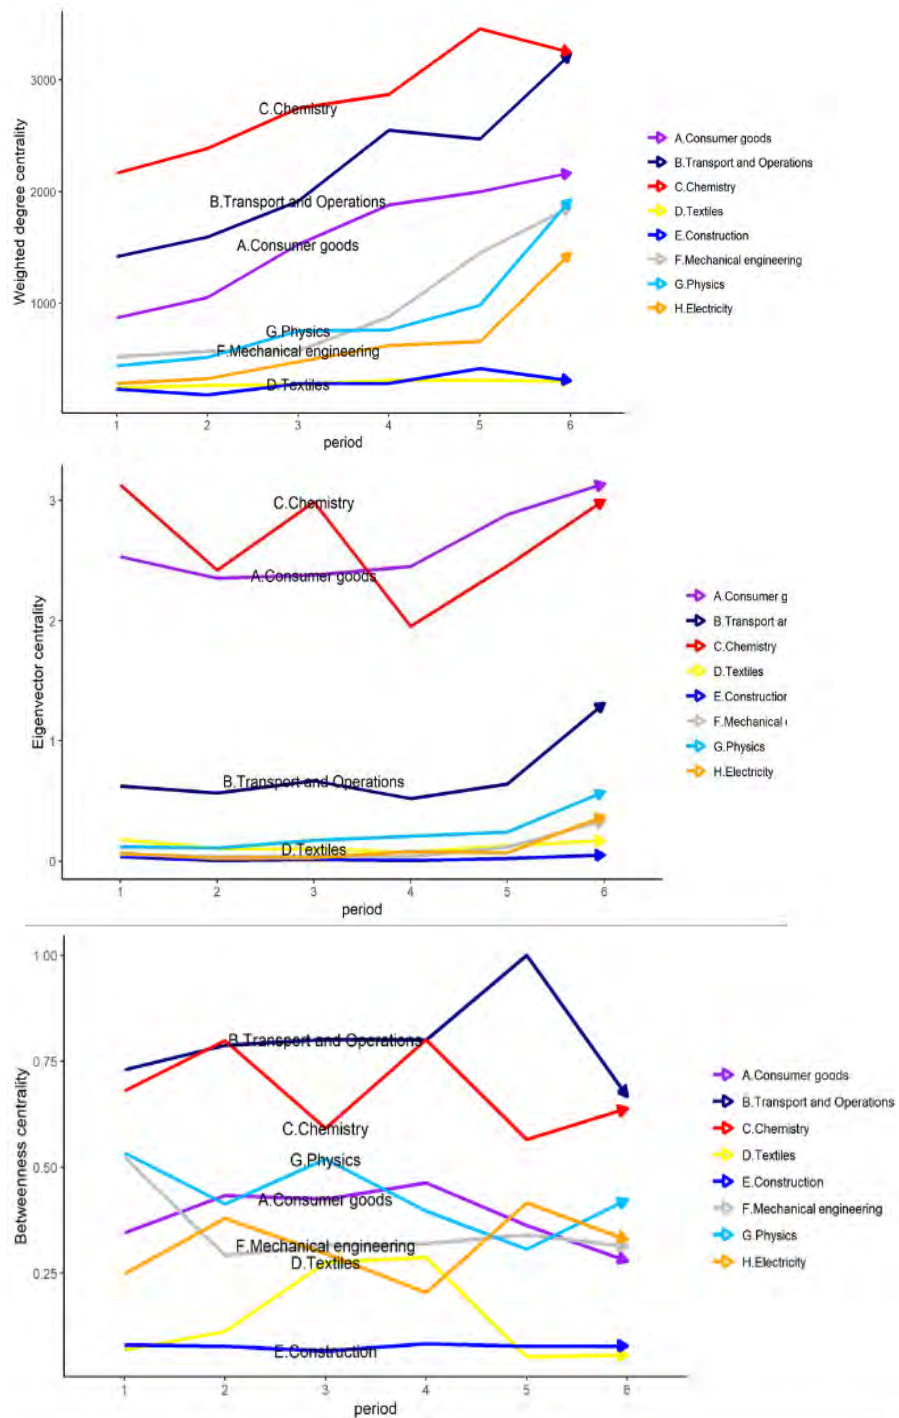 Weighted degree centrality
3000
2000
1000
C.Chemistry
B.Transport and Operations
A.Consumer goods
G.Physics
F.Mechanical engineering
D.Textiles
1 2 3 4 5 6
period
A.Consumer goods
B.Transport and Operations
C.Chemistry
D.Textiles
E.Construction
F.Mechanical engineering
G.Physics
H.Electricity
Eigenvector centrality
3
2
1
0
C.Chemistry
A.Consumer goods
B.Transport and Operations
D.Textiles
1 2 3 4 5 6
period
A.Consumer g
B.Transport ar
C.Chemistry
D.Textiles
E.Construction
F.Mechanical
G.Physics
H.Electricity
Betweenness centrality
1.00
0.75
0.50
0.25
B.Transport and Operations
C.Chemistry
G.Physics
A.Consumer goods
F.Mechanical engineering
D.Textiles
E.Construction
1 2 3 4 5 6
period
A.Consumer goods
B.Transport and Operations
C.Chemistry
D.Textiles
E.Construction
F.Mechanical engineering
G.Physics
H.Electricity